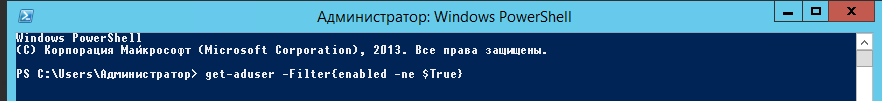 Администратор: Windows PowerShell
Windows PowerShell
(C) Корпорация Майкрософт (Microsoft Corporation), 2013. Все права защищены.
PS C:\Users\Администратор> get-aduser -Filter{enabled -ne $True}